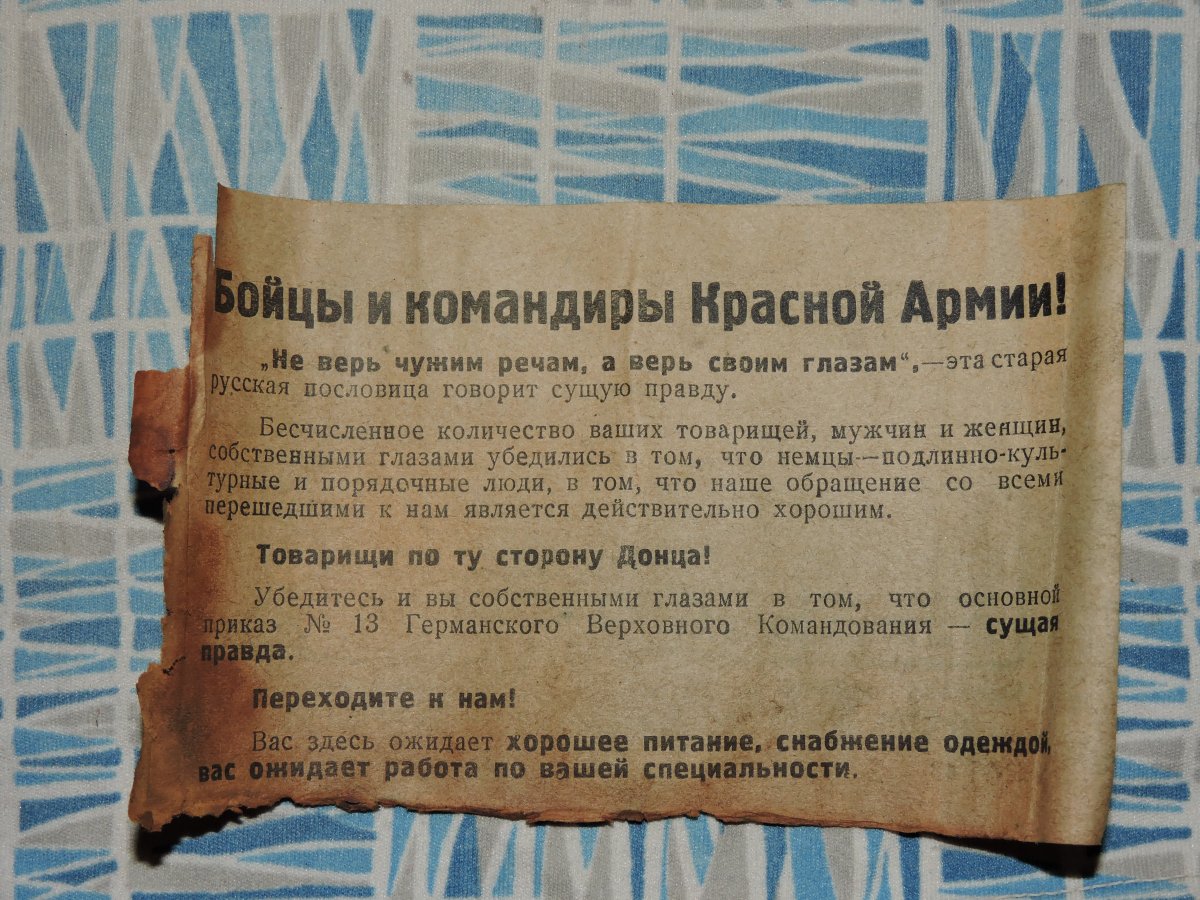 Бойцы и командиры Красной Армии!
„Не верь чужим речам, а верь своим глазам“,—эта старая
русская пословица говорит сущую правду.
Бесчисленное количество ваших товарищей, мужчин и женщин,
собственными глазами убедились в том, что немцы—подлинно-куль-
турные и порядочные люди, в том, что наше обращение со всеми
перешедшими к нам является действительно хорошим.
Товарищи по ту сторону Донца!
Убедитесь и вы собственными глазами в том, что основной
приказ № 13 Германского Верховного Командования — сущая
правда.
Переходите к нам!
Вас здесь ожидает хорошее питание, снабжение одеждой,
вас ожидает работа по вашей специальности.